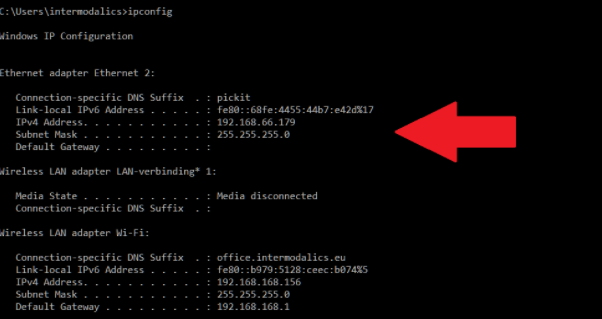 C:\Users\intermodalics>ipconfig
Windows IP Configuration
Ethernet adapter Ethernet 2:
Connection-specific DNS Suffix . : pickit
Link-local IPv6 Address . . . . . : fe80::68fe:4455:44b7:e42d%17
IPv4 Address. . . . . . . . . . . : 192.168.66.179
Subnet Mask . . . . . . . . . . . : 255.255.255.0
Default Gateway . . . . . . . . . :
Wireless LAN adapter LAN-verbinding* 1:
Media State . . . . . . . . . . . : Media disconnected
Connection-specific DNS Suffix . :
Wireless LAN adapter Wi-Fi:
Connection-specific DNS Suffix . : office.intermodalics.eu
Link-local IPv6 Address . . . . . : fe80::b979:5128:ceec:b074%5
IPv4 Address. . . . . . . . . . . : 192.168.168.156
Subnet Mask . . . . . . . . . . . : 255.255.255.0
Default Gateway . . . . . . . . . : 192.168.168.1